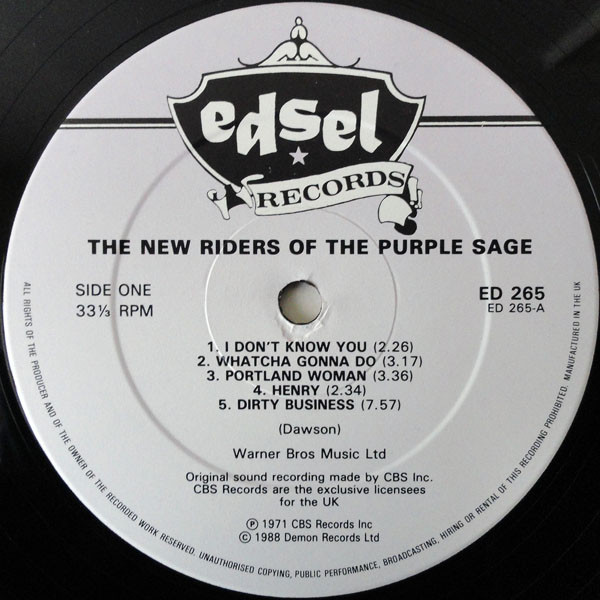 edsel
RECORDS
THE NEW RIDERS OF THE PURPLE SAGE
SIDE ONE
33⅓ RPM
ED 265
ED 265-A
1. I DON'T KNOW YOU (2.26)
2. WHATCHA GONNA DO (3.17)
3. PORTLAND WOMAN (3.36)
4. HENRY (2.34)
5. DIRTY BUSINESS (7.57)
(Dawson)
Warner Bros Music Ltd
Original sound recording made by CBS Inc.
CBS Records are the exclusive licensees
for the UK
Ⓟ 1971 CBS Records Inc
© 1988 Demon Records Ltd
ALL RIGHTS OF THE PRODUCER AND OF THE OWNER OF THE RECORDED WORK RESERVED. UNAUTHORISED COPYING, PUBLIC PERFORMANCE, BROADCASTING, HIRING OR RENTAL OF THIS RECORDING PROHIBITED. MANUFACTURED IN THE UK